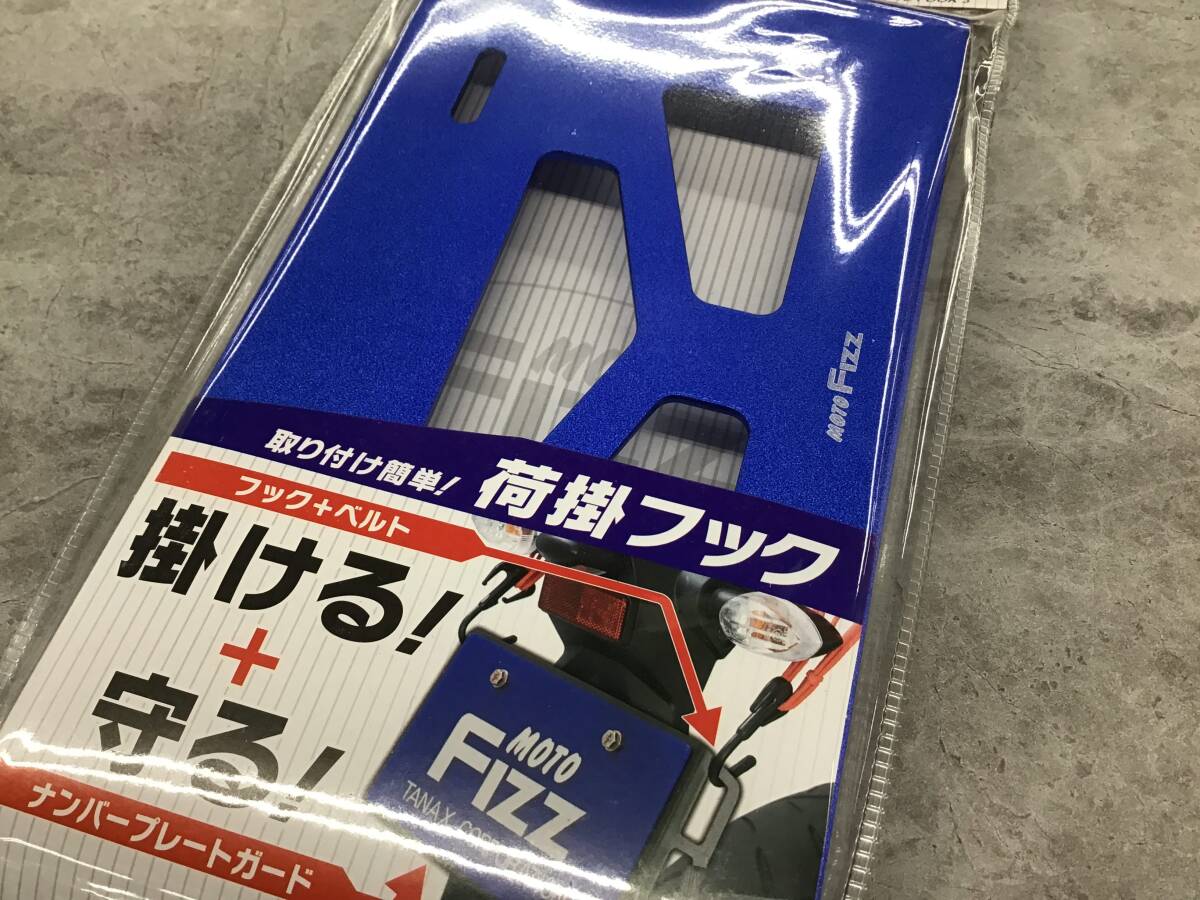 MOTO FIZZ
取り付け簡単! 荷掛フック
フック+ベルト
掛ける!
+
守る!
ナンバープレートガード
MOTO
FIZZ